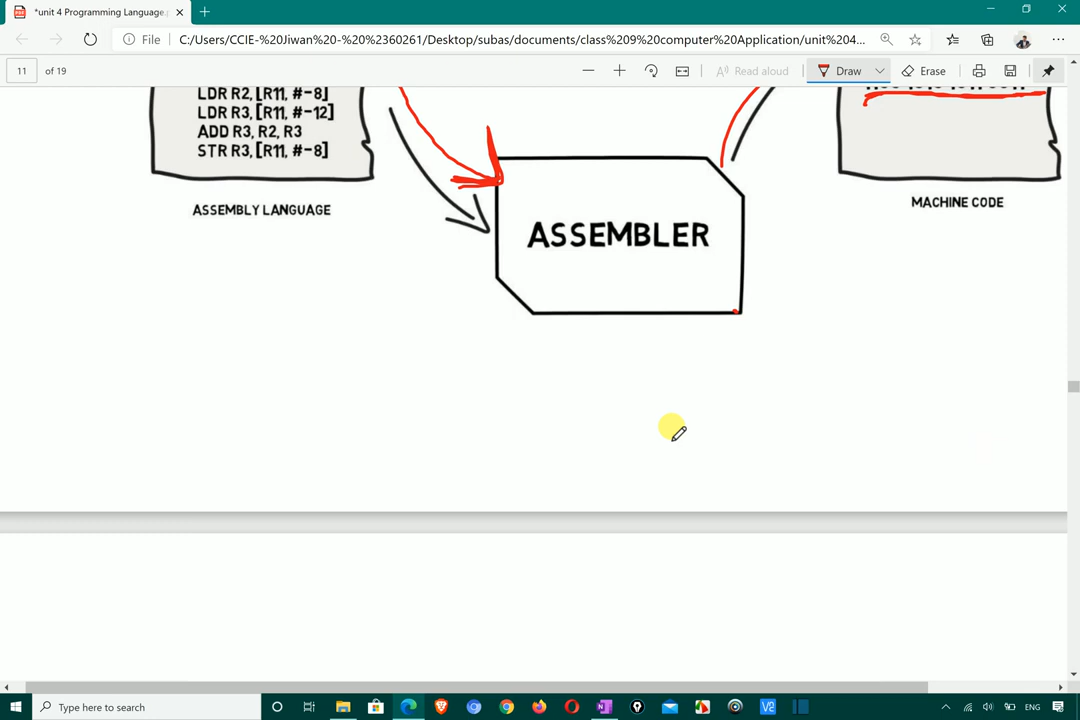 *unit 4 Programming Language.
File
C:/Users/CCIE-%20Jiwan%20-%20%2360261/Desktop/subas/documents/class%209%20computer%20Application/unit%204...
11 of 19
Read aloud
Draw
Erase
LDR R2, [R11, #-8]
LDR R3, [R11, #-12]
ADD R3, R2, R3
STR R3, [R11, #-8]
ASSEMBLY LANGUAGE
ASSEMBLER
MACHINE CODE
Type here to search
ENG